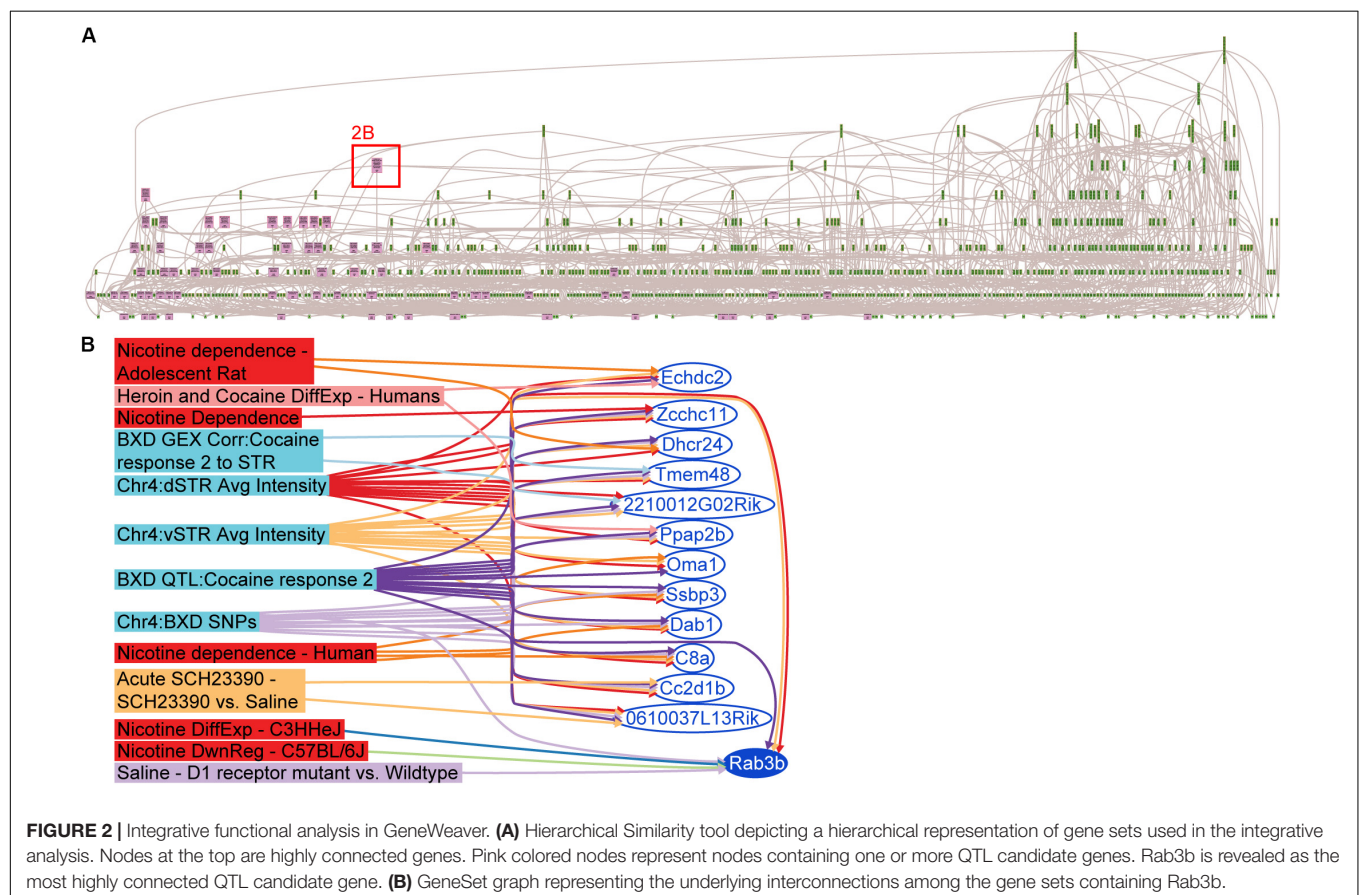 A
2B
B
Nicotine dependence -
Adolescent Rat
Heroin and Cocaine DiffExp - Humans
Nicotine Dependence
BXD GEX Corr:Cocaine
response 2 to STR
Chr4:dSTR Avg Intensity
Chr4:vSTR Avg Intensity
BXD QTL:Cocaine response 2
Chr4:BXD SNPs
Nicotine dependence - Human
Acute SCH23390 -
SCH23390 vs. Saline
Nicotine DiffExp - C3HHeJ
Nicotine DwnReg - C57BL/6J
Saline - D1 receptor mutant vs. Wildtype
Echdc2
Zcchc11
Dhcr24
Tmem48
2210012G02Rik
Ppap2b
Oma1
Ssbp3
Dab1
C8a
Cc2d1b
0610037L13Rik
Rab3b
FIGURE 2 | Integrative functional analysis in GeneWeaver. (A) Hierarchical Similarity tool depicting a hierarchical representation of gene sets used in the integrative
analysis. Nodes at the top are highly connected genes. Pink colored nodes represent nodes containing one or more QTL candidate genes. Rab3b is revealed as the
most highly connected QTL candidate gene. (B) GeneSet graph representing the underlying interconnections among the gene sets containing Rab3b.